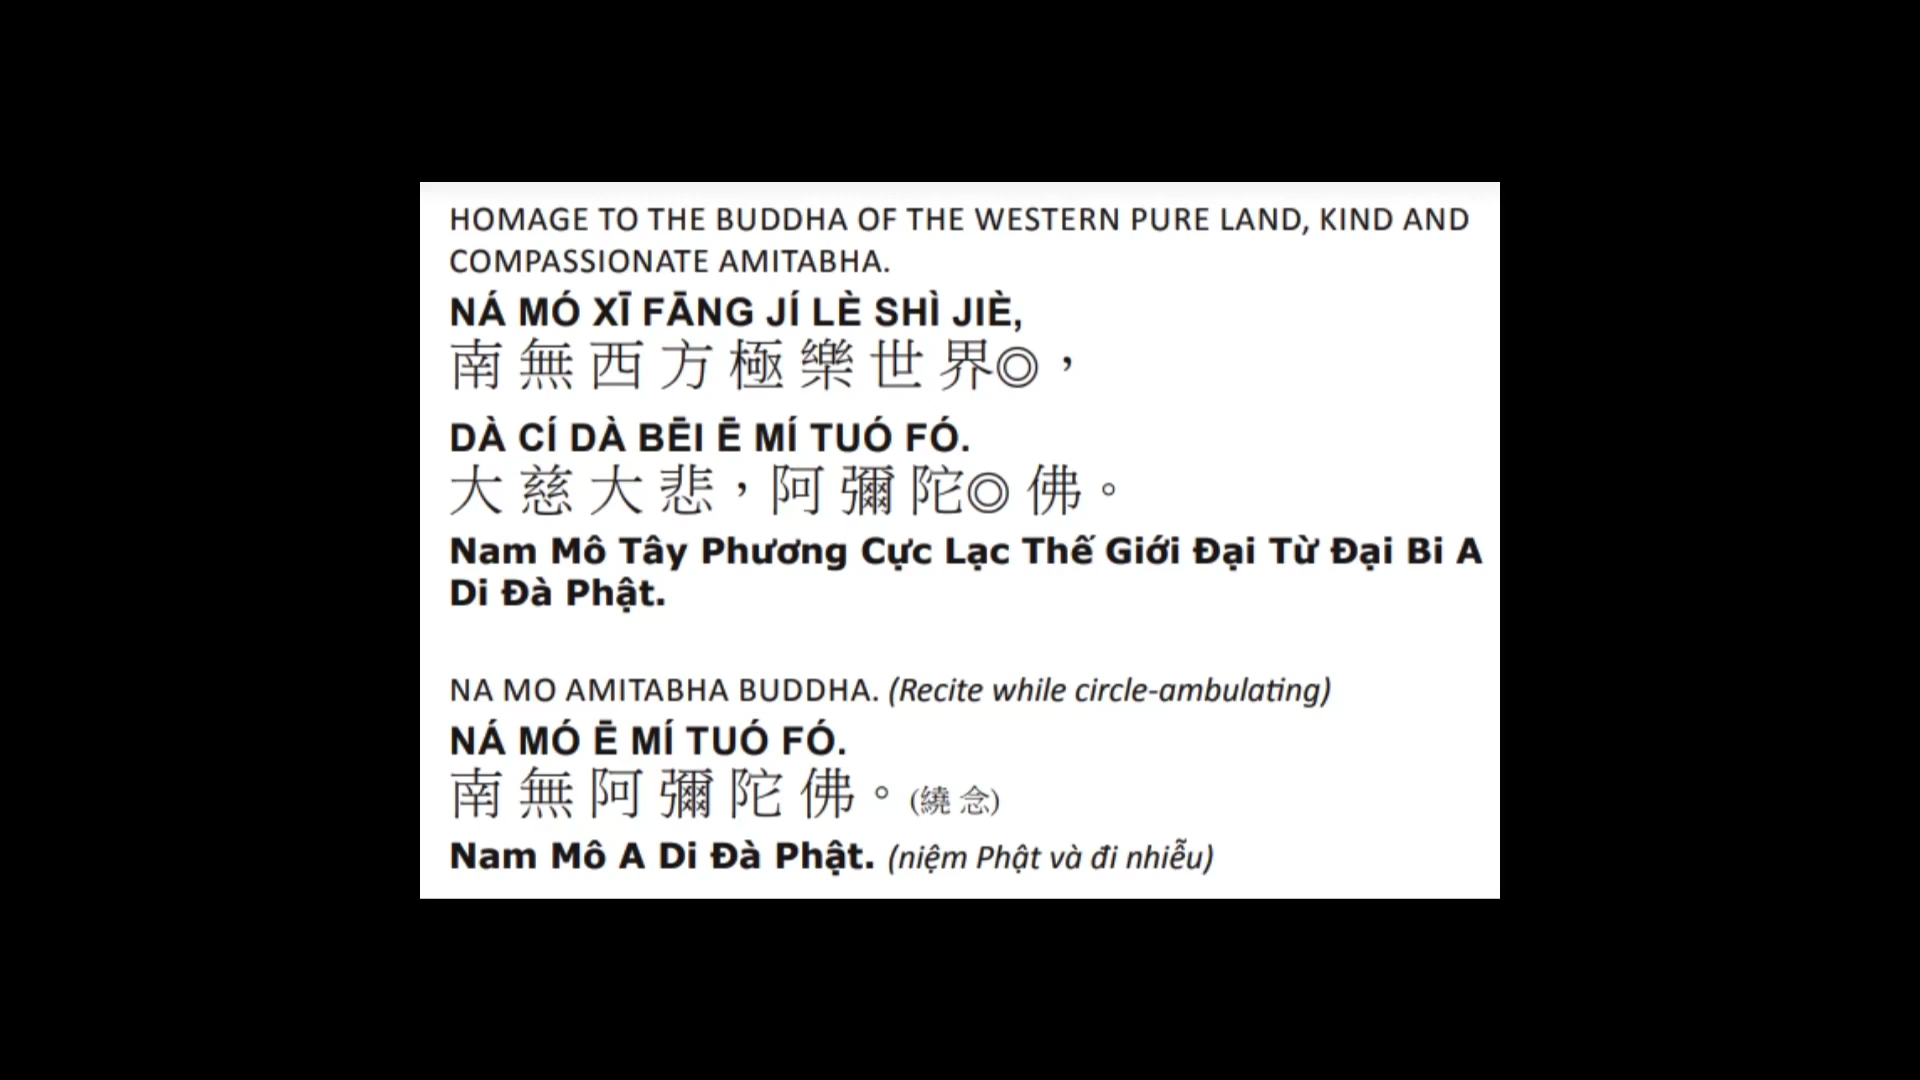 HOMAGE TO THE BUDDHA OF THE WESTERN PURE LAND, KIND AND
COMPASSIONATE AMITABHA.
NÁ MÓ XĪ FĀNG JÍ LÈ SHÌ JIÈ,
南無西方極樂世界◎，
DÀ CÍ DÀ BĒI Ē MÍ TUÓ FÓ.
大慈大悲，阿彌陀◎佛。
Nam Mô Tây Phương Cực Lạc Thế Giới Đại Từ Đại Bi A
Di Đà Phật.
NA MO AMITABHA BUDDHA. (Recite while circle-ambulating)
NÁ MÓ Ē MÍ TUÓ FÓ.
南無阿彌陀佛。(繞念)
Nam Mô A Di Đà Phật. (niệm Phật và đi nhiễu)